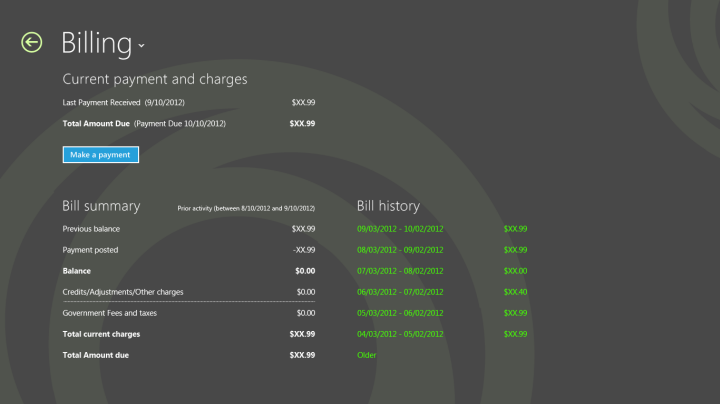 Billing
Current payment and charges
Last Payment Received (9/10/2012) $XX.99
Total Amount Due (Payment Due 10/10/2012) $XX.99
Make a payment
Bill summary Prior activity (between 8/10/2012 and 9/10/2012)
Previous balance $XX.99
Payment posted -XX.99
Balance $0.00
Credits/Adjustments/Other charges $0.00
Government Fees and taxes $0.00
Total current charges $XX.99
Total Amount due $XX.99
Bill history
09/03/2012 - 10/02/2012 $XX.99
08/03/2012 - 09/02/2012 $XX.99
07/03/2012 - 08/02/2012 $XX.00
06/03/2012 - 07/02/2012 $XX.40
05/03/2012 - 06/02/2012 $XX.99
04/03/2012 - 05/02/2012 $XX.99
Older